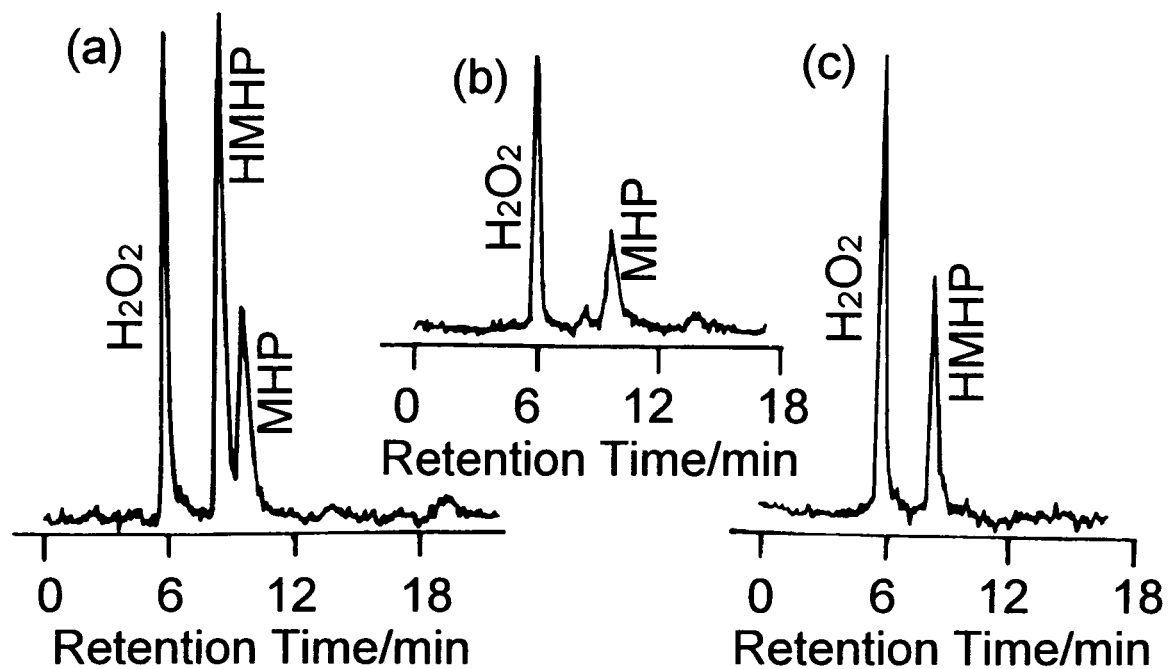 (a)
H2O2
HMHP
MHP
0 6 12 18
Retention Time/min
(b)
H2O2
MHP
0 6 12 18
Retention Time/min
(c)
H2O2
HMHP
0 6 12 18
Retention Time/min